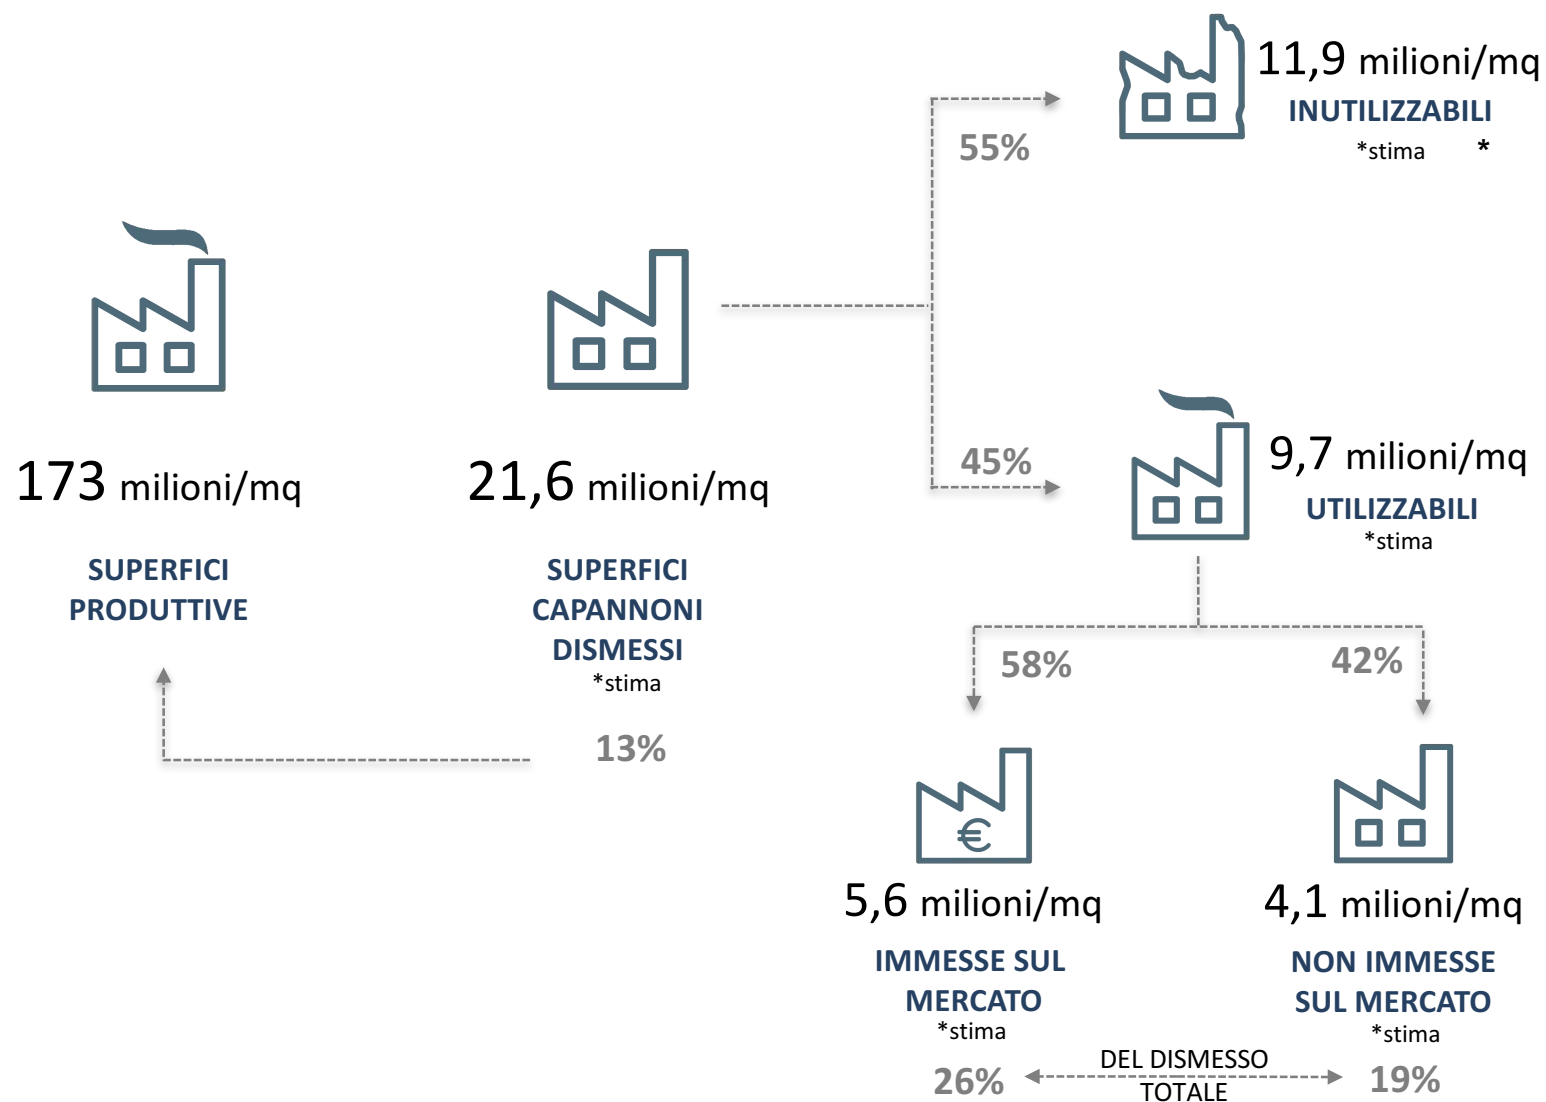 173 milioni/mq
SUPERFICI
PRODUTTIVE
21,6 milioni/mq
SUPERFICI
CAPANNONI
DISMESSI
*stima
13%
55%
11,9 milioni/mq
INUTILIZZABILI
*stima *
45%
9,7 milioni/mq
UTILIZZABILI
*stima
58%
42%
€
5,6 milioni/mq
IMMESSE SUL
MERCATO
*stima
26%
4,1 milioni/mq
NON IMMESSE
SUL MERCATO
*stima
19%
DEL DISMESSO
TOTALE